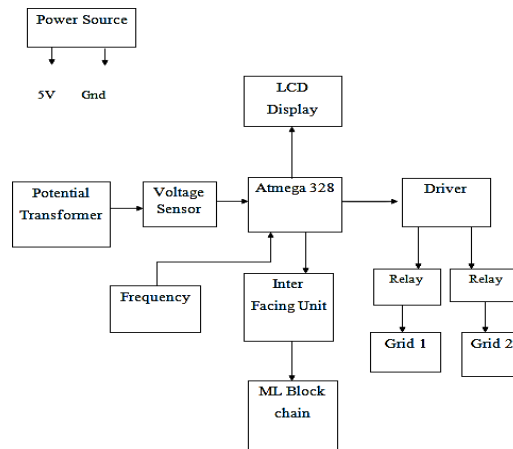 Power Source
5V Gnd
LCD
Display
Potential
Transformer
Voltage
Sensor
Atmega 328
Driver
Frequency
Inter
Facing Unit
Relay
Relay
Grid 1
Grid 2
ML Block
chain